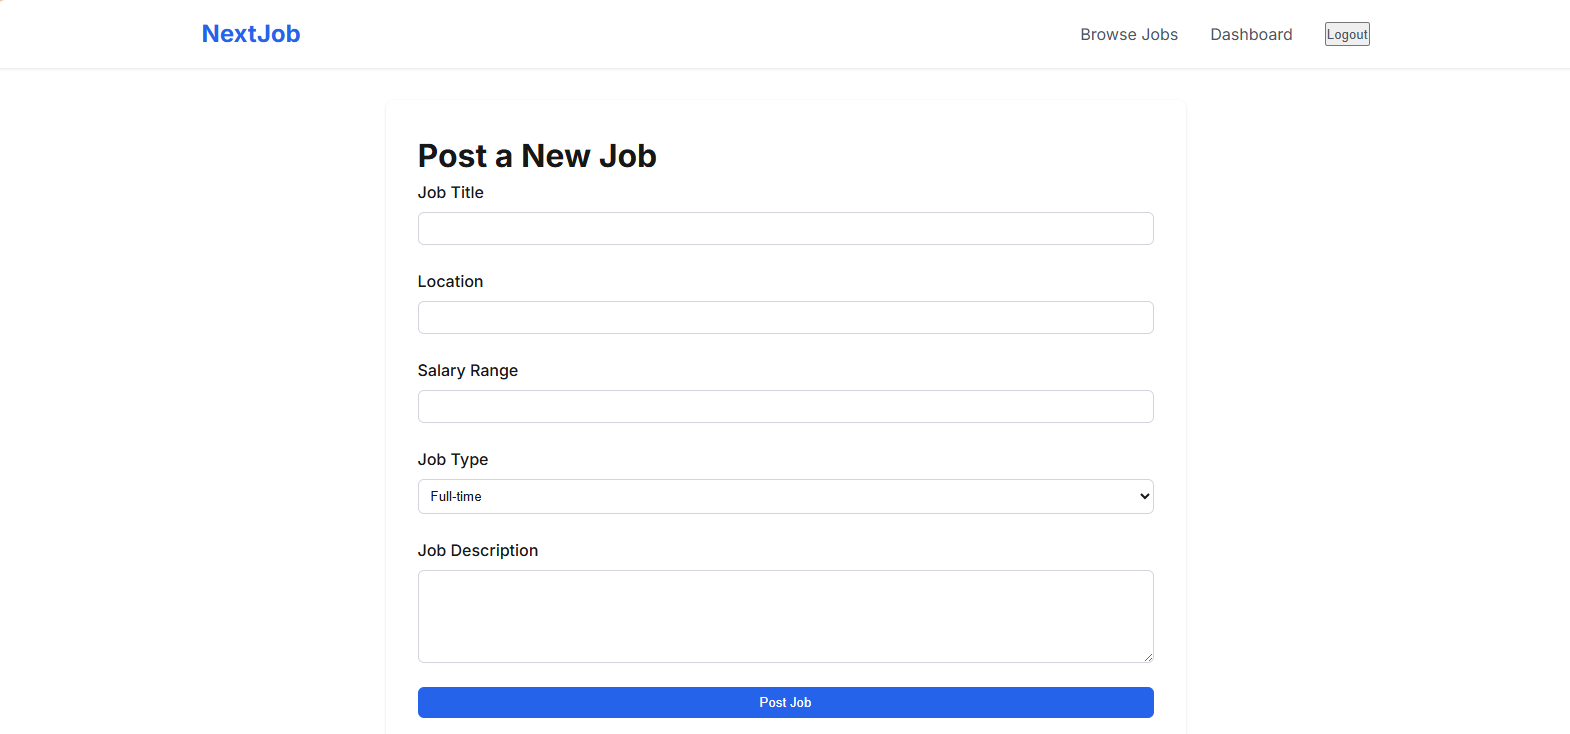 NextJob
Browse Jobs
Dashboard
Logout
Post a New Job
Job Title
Location
Salary Range
Job Type
Full-time
Job Description
Post Job